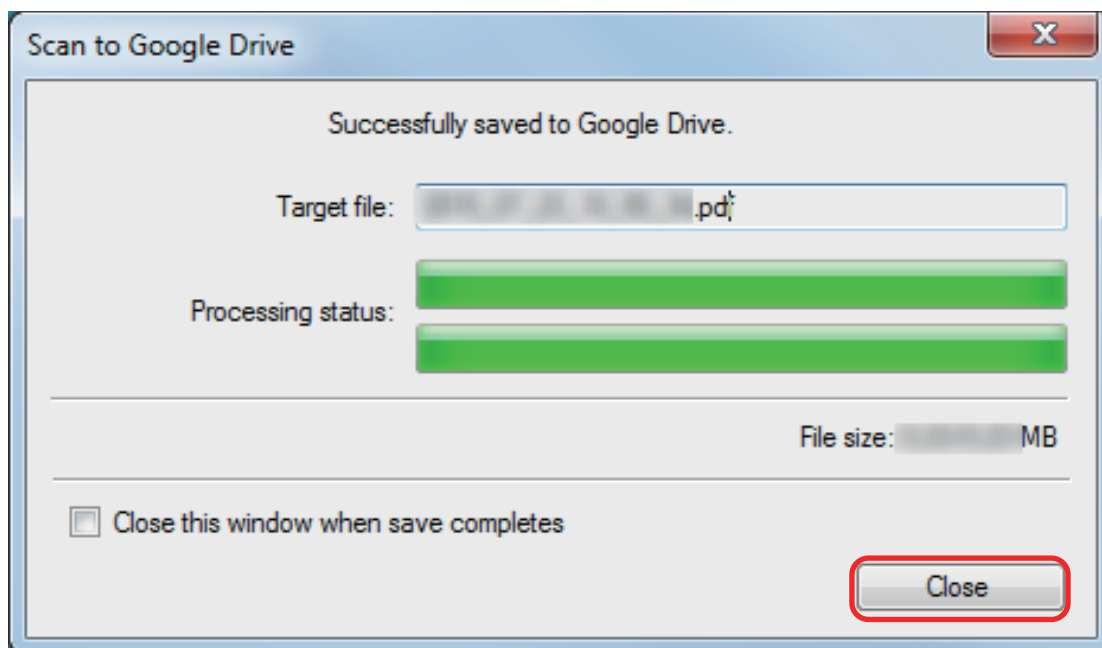 Scan to Google Drive
Successfully saved to Google Drive.
Target file: .pdf
Processing status:
File size: MB
Close this window when save completes
Close